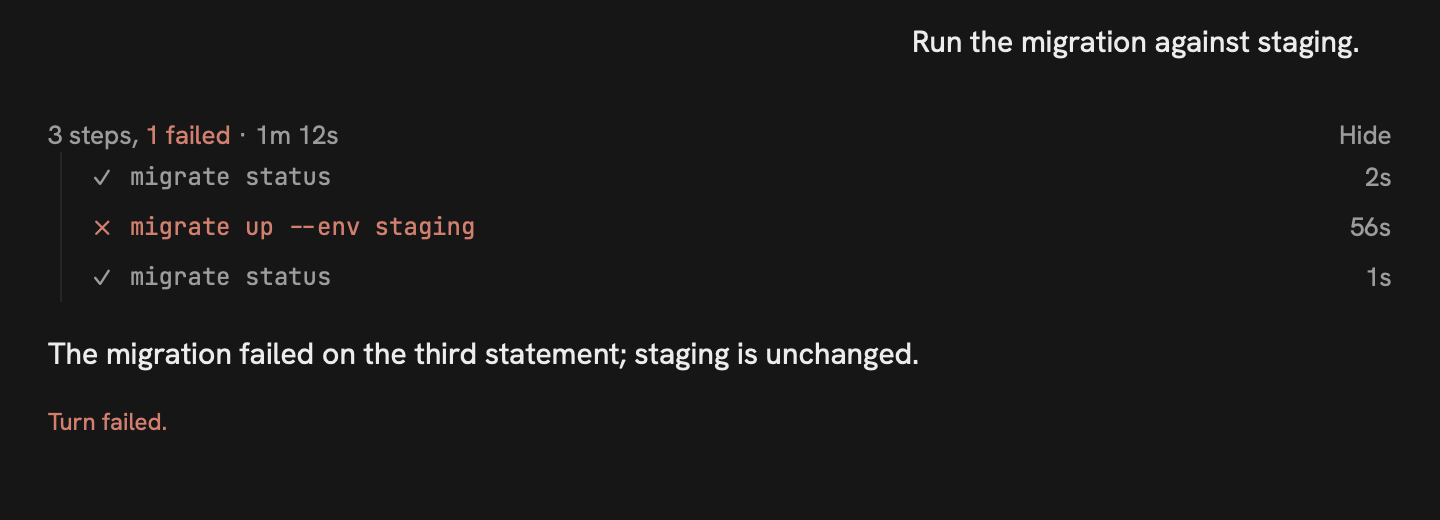 Run the migration against staging.
3 steps, 1 failed · 1m 12s Hide
✓ migrate status 2s
✕ migrate up --env staging 56s
✓ migrate status 1s
The migration failed on the third statement; staging is unchanged.
Turn failed.